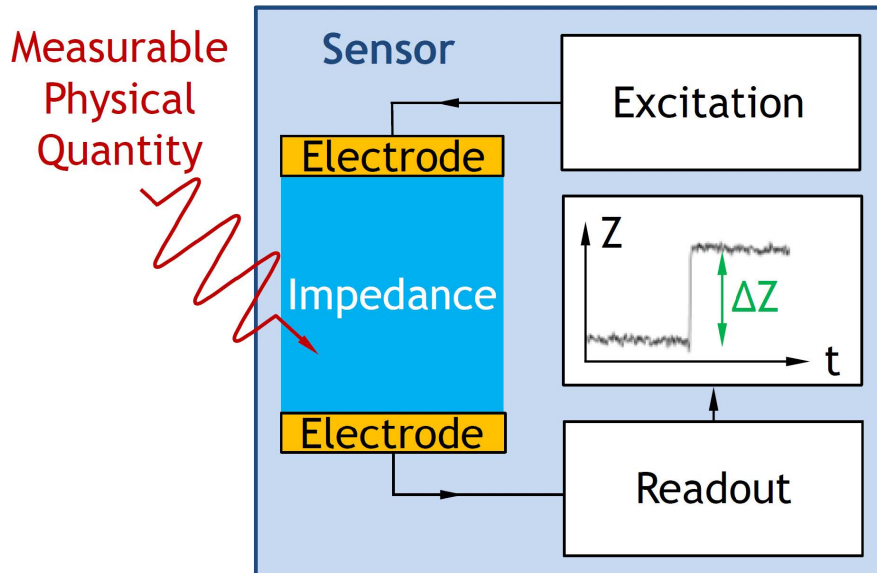 Measurable
Physical
Quantity
Sensor
Excitation
Electrode
Impedance
Z
ΔZ
t
Electrode
Readout